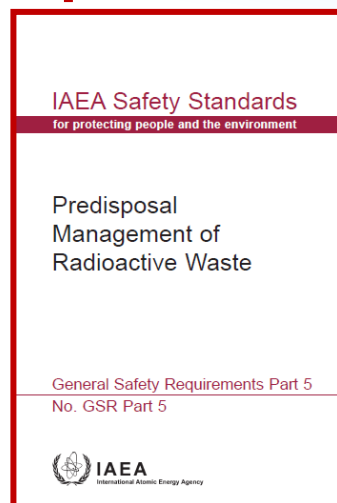 IAEA Safety Standards
for protecting people and the environment
Predisposal
Management of
Radioactive Waste
General Safety Requirements Part 5
No. GSR Part 5
IAEA
International Atomic Energy Agency